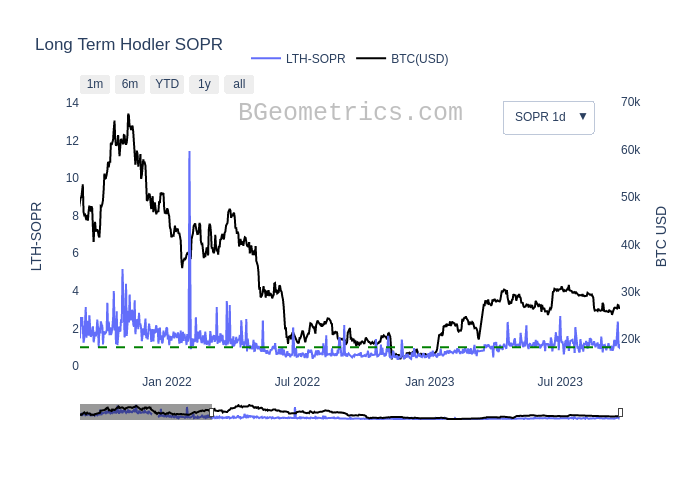 Long Term Hodler SOPR
LTH-SOPR BTC(USD)
1m 6m YTD 1y all
BGeometrics.com
SOPR 1d ▼
14
12
10
8
6
4
2
0
LTH-SOPR
70k
60k
50k
40k
30k
20k
BTC USD
Jan 2022 Jul 2022 Jan 2023 Jul 2023